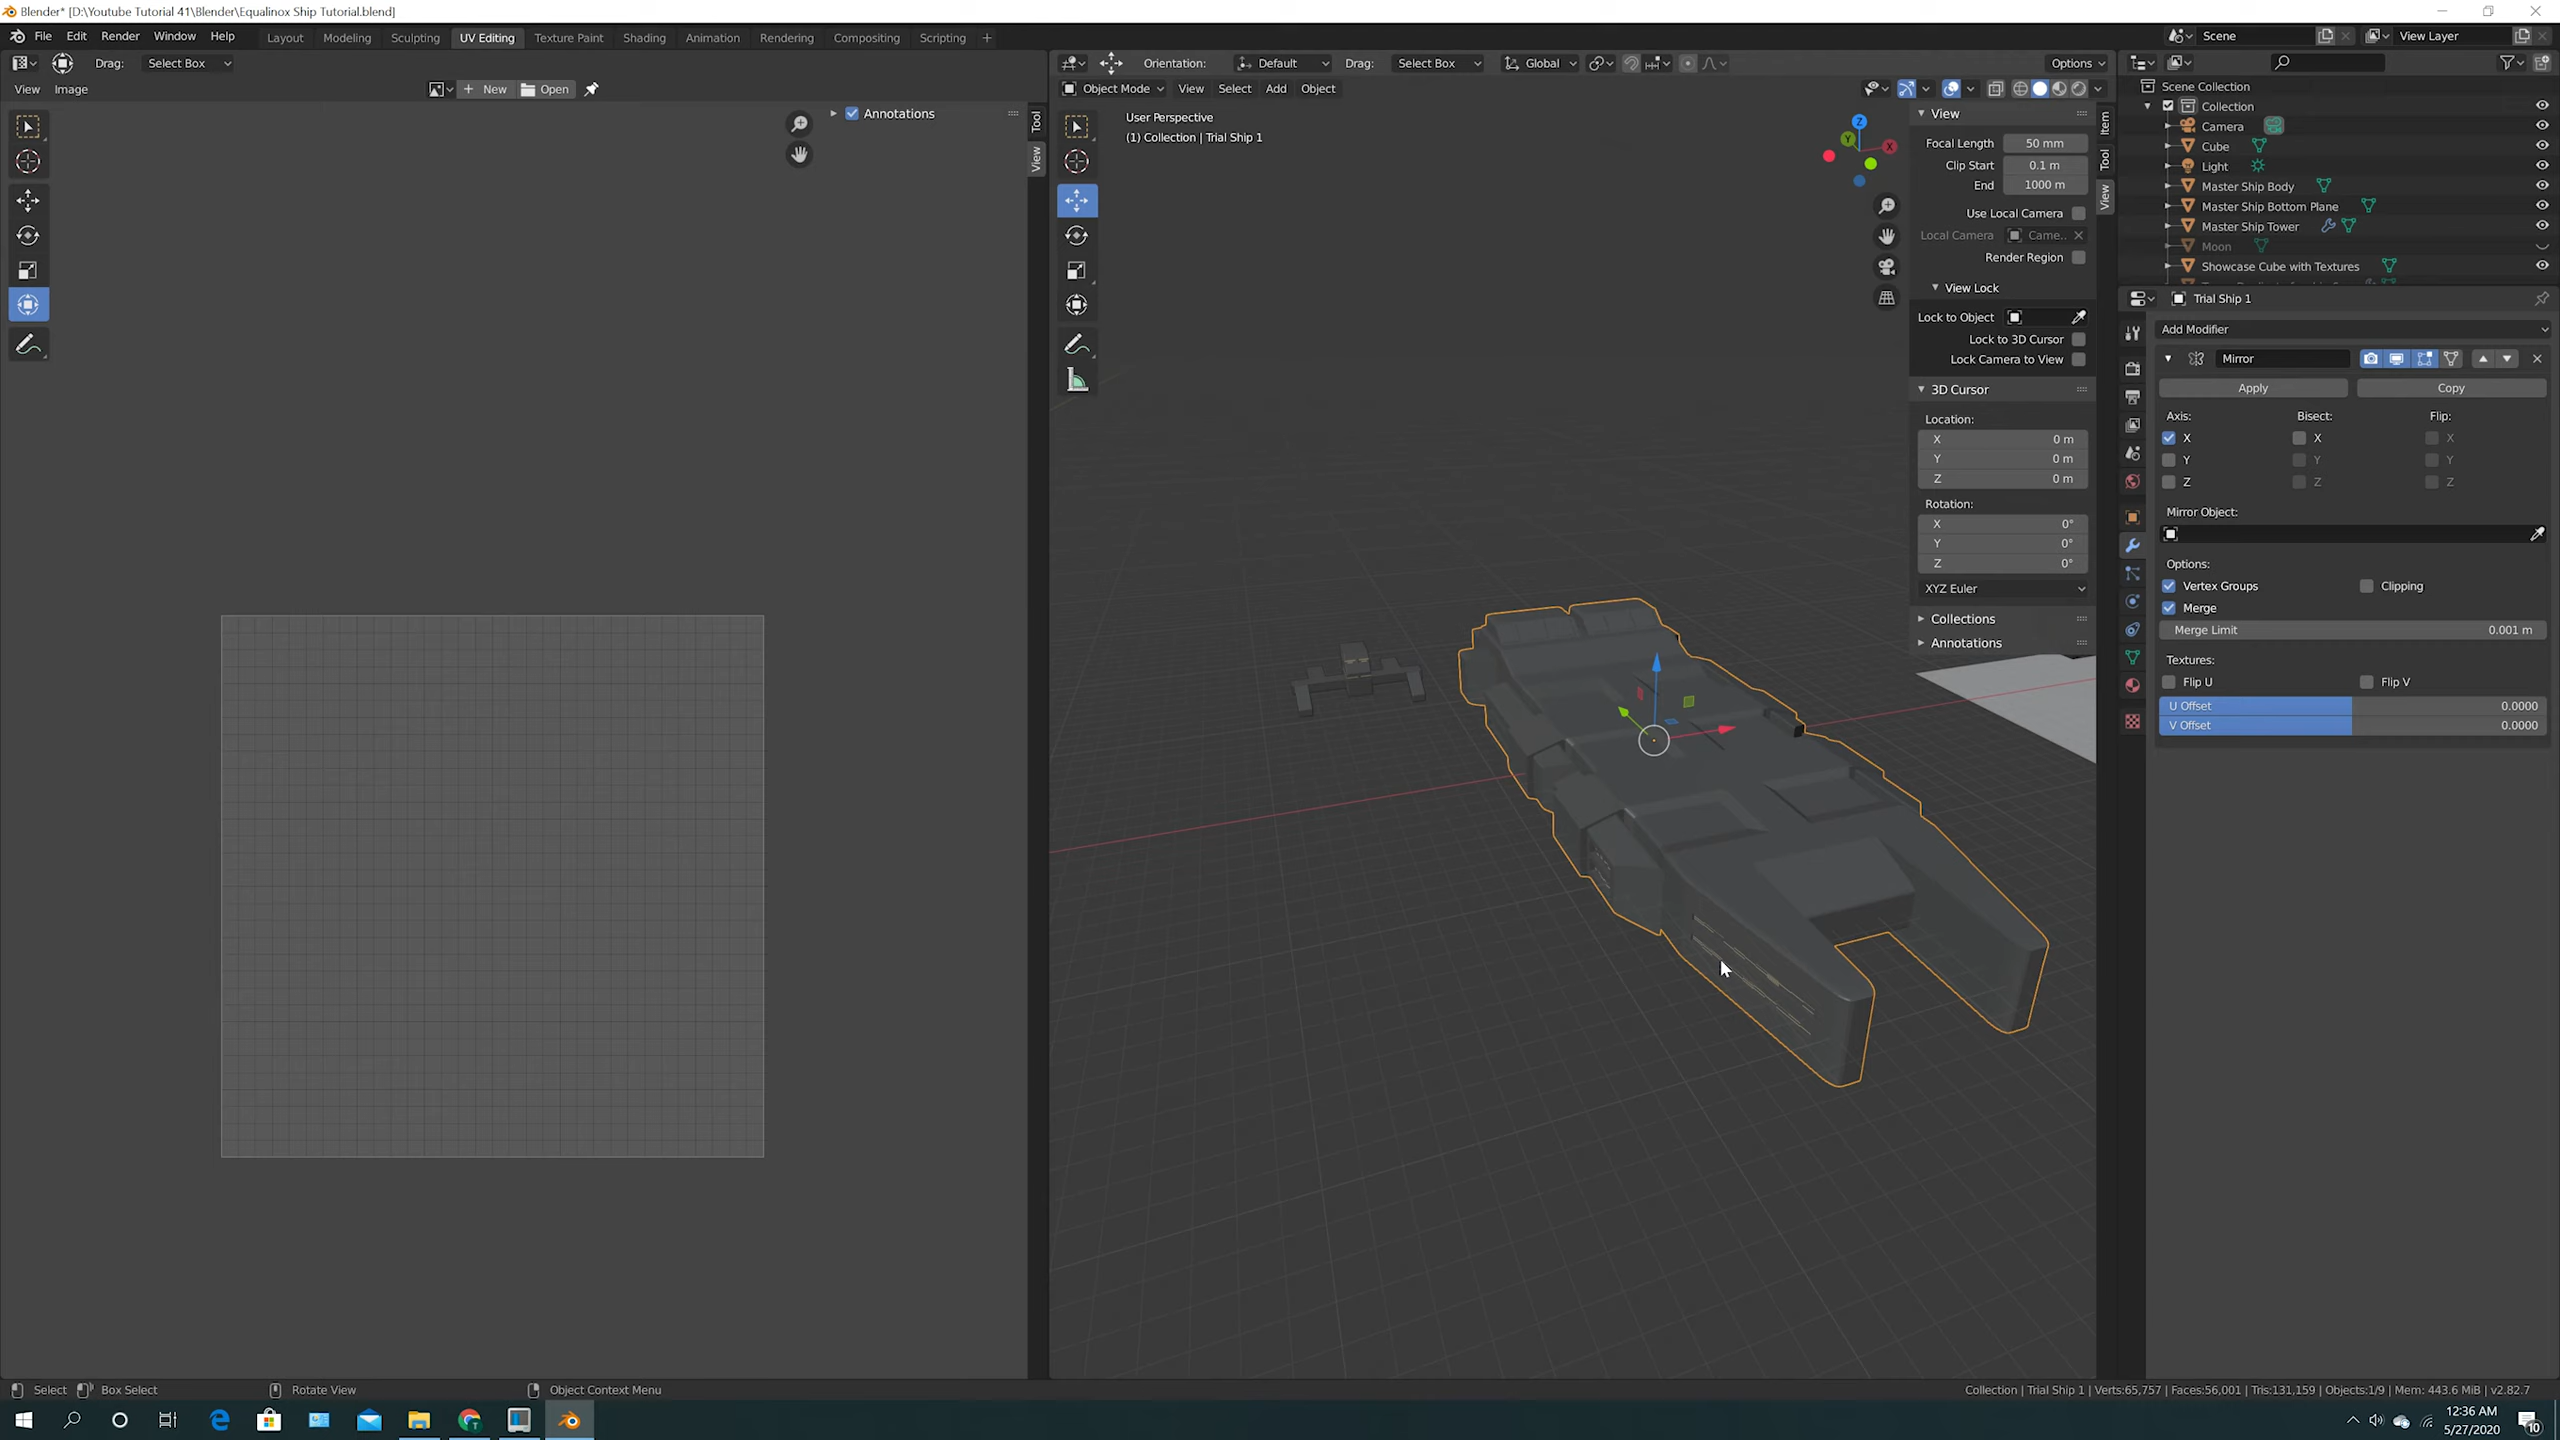 Blender* [D:\Youtube Tutorial 41\Blender\Equalinox Ship Tutorial.blend]
File Edit Render Window Help
Layout Modeling Sculpting UV Editing Texture Paint Shading Animation Rendering Compositing Scripting +
Scene
View Layer
Drag: Select Box
Orientation: Default Drag: Select Box Global Options
View Image
New Open
Object Mode View Select Add Object
Annotations
Tool
View
User Perspective
(1) Collection | Trial Ship 1
Z
Y
X
Item
Tool
View
View
Focal Length 50 mm
Clip Start 0.1 m
End 1000 m
Use Local Camera
Local Camera Came..
Render Region
View Lock
Lock to Object
Lock to 3D Cursor
Lock Camera to View
3D Cursor
Location:
X 0 m
Y 0 m
Z 0 m
Rotation:
X 0°
Y 0°
Z 0°
XYZ Euler
Collections
Annotations
Scene Collection
Collection
Camera
Cube
Light
Master Ship Body
Master Ship Bottom Plane
Master Ship Tower
Moon
Showcase Cube with Textures
Trial Ship 1
Add Modifier
Mirror
Apply Copy
Axis: Bisect: Flip:
X X X
Y Y Y
Z Z Z
Mirror Object:
Options:
Vertex Groups Clipping
Merge
Merge Limit 0.001 m
Textures:
Flip U Flip V
U Offset 0.0000
V Offset 0.0000
Select Box Select Rotate View Object Context Menu
Collection | Trial Ship 1 | Verts:65,757 | Faces:56,001 | Tris:131,159 | Objects:1/9 | Mem: 443.6 MiB | v2.82.7
12:36 AM
5/27/2020
10